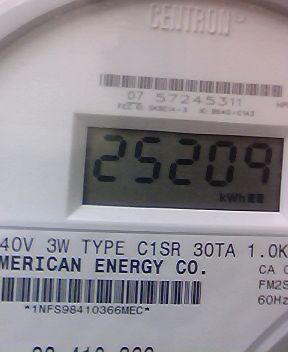 CENTRON®
07 57245311
25209
kWh
40V 3W TYPE C1SR 30TA 1.0K
MERICAN ENERGY CO.
CA 0
FM2S
60Hz
*1NFS98410366MEC*